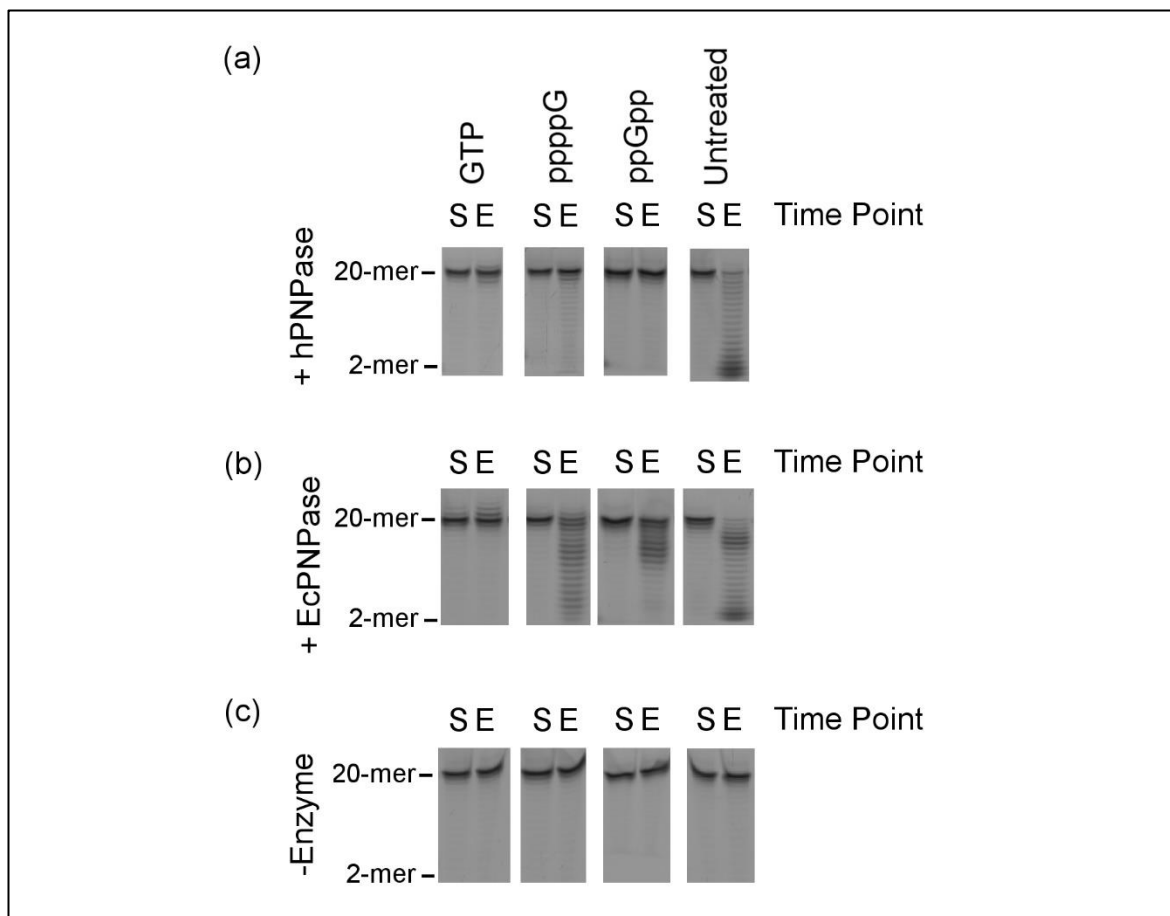 (a)
GTP ppppG ppGpp Untreated
S E S E S E S E Time Point
+ hPNPase
20-mer
2-mer
(b)
S E S E S E S E Time Point
+ EcPNPase
20-mer
2-mer
(c)
S E S E S E S E Time Point
-Enzyme
20-mer
2-mer